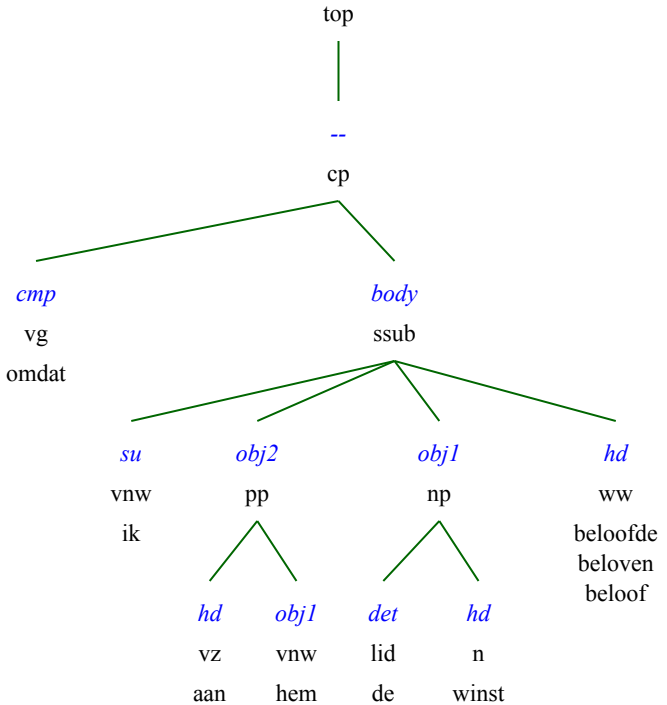 top
--
cp
cmp body
vg ssub
omdat
su obj2 obj1 hd
vnw pp np ww
ik beloofde
beloven
beloof
hd obj1 det hd
vz vnw lid n
aan hem de winst